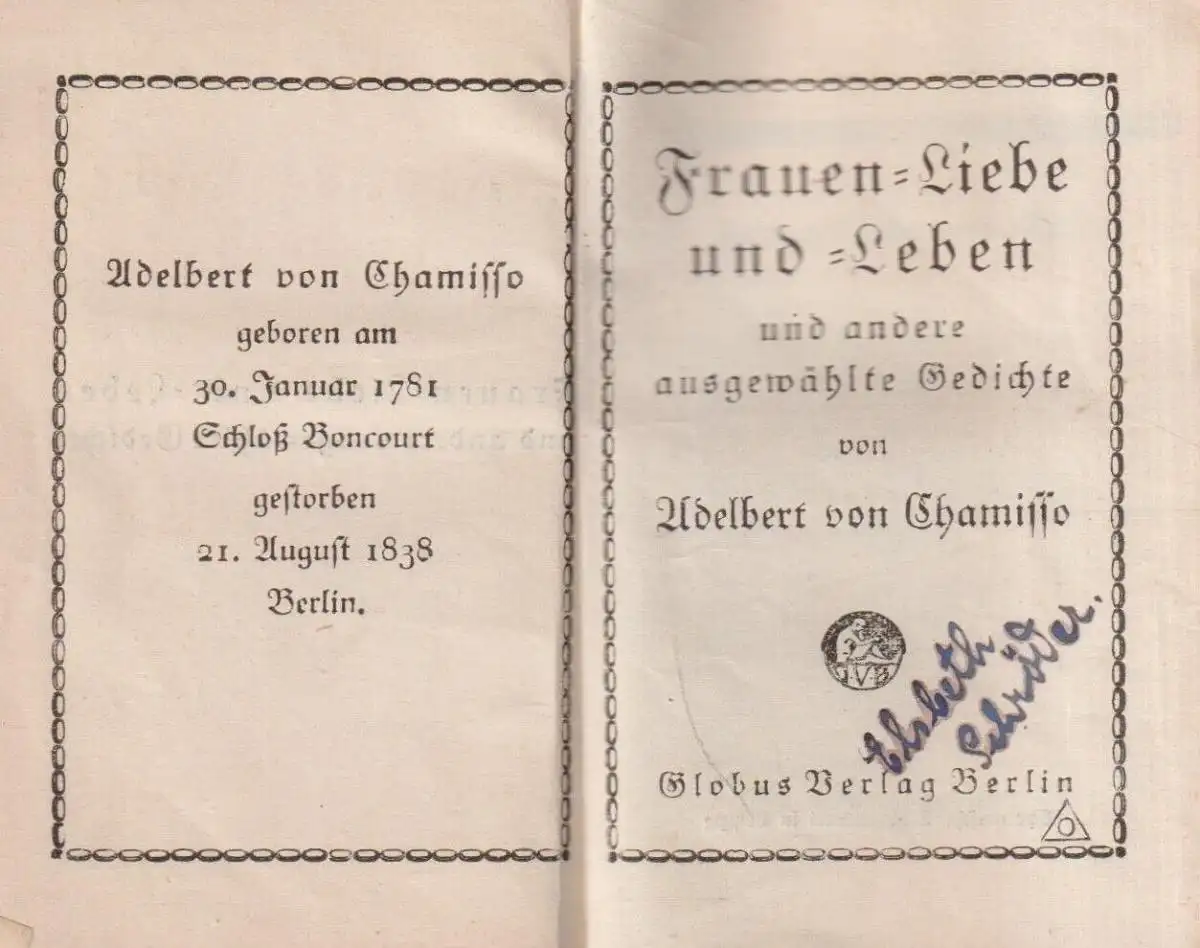 Adelbert von Chamisso
geboren am
30. Januar 1781
Schloß Boncourt
gestorben
21. August 1838
Berlin.
Frauen=Liebe
und =Leben
und andere
ausgewählte Gedichte
von
Adelbert von Chamisso
G.V.B
Elsbeth
Schröder.
Globus Verlag Berlin